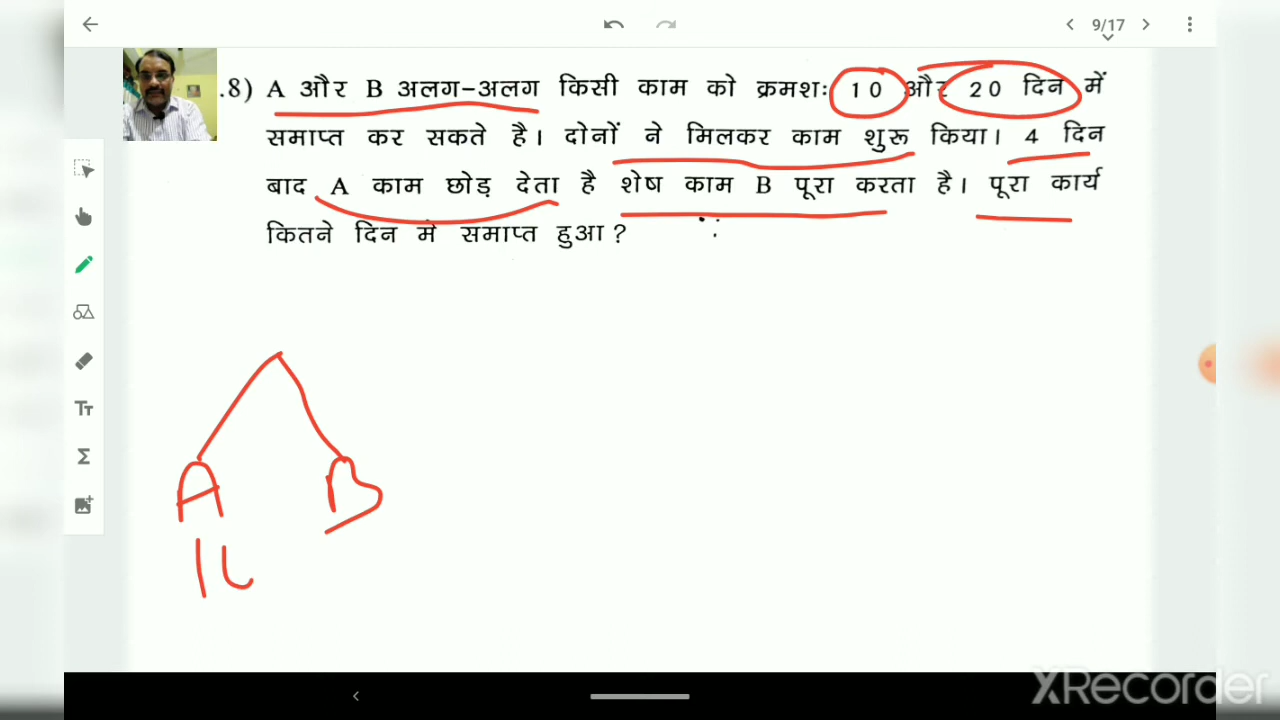 9/17
.8) A और B अलग-अलग किसी काम को क्रमशः 10 और 20 दिन में
समाप्त कर सकते है। दोनों ने मिलकर काम शुरू किया। 4 दिन
बाद A काम छोड़ देता है शेष काम B पूरा करता है। पूरा कार्य
कितने दिन मे समाप्त हुआ ?
A B
Tт
Σ
XRecorder